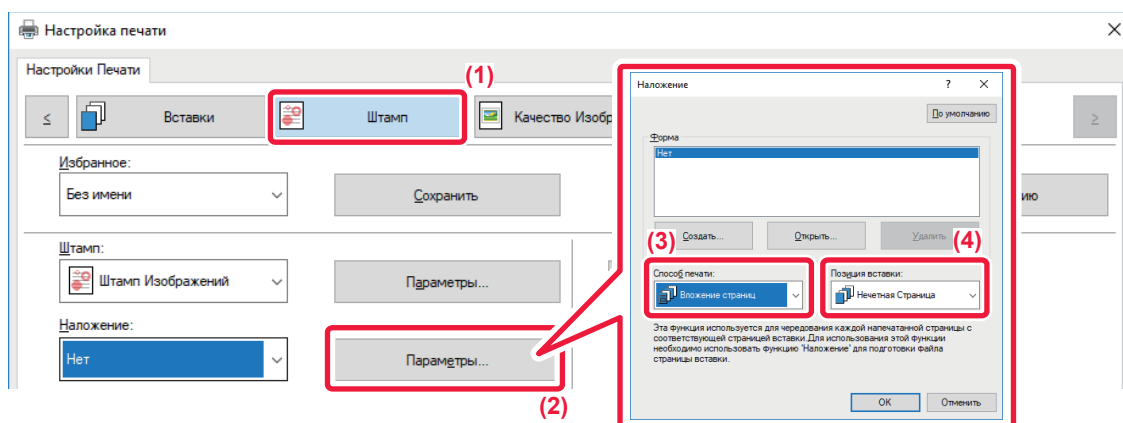 Настройка печати
Настройки Печати
(1)
<
Вставки
Штамп
Качество Изобр
>
Избранное:
Без имени
Сохранить
ию
Штамп:
Штамп Изображений
Параметры...
Наложение:
Нет
Параметры...
(2)
Наложение
?
По умолчанию
Форма
Нет
Создать...
Открыть...
Удалить
(3)
(4)
Способ печати:
Позиция вставки:
Вложение страниц
Нечетная Страница
Эта функция используется для чередования каждой напечатанной страницы с
соответствующей страницей вставки.Для использования этой функции
необходимо использовать функцию 'Наложение' для подготовки файла
страницы вставки.
OK
Отменить